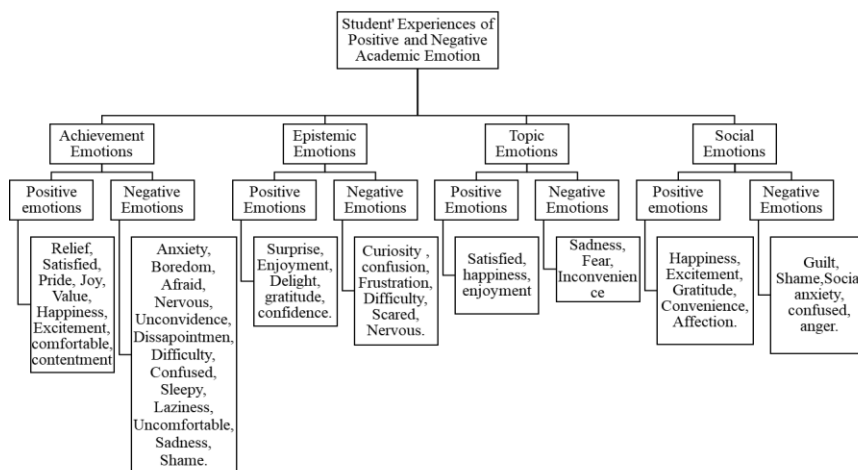 Student' Experiences of
Positive and Negative
Academic Emotion
Achievement
Emotions
Epistemic
Emotions
Topic
Emotions
Social
Emotions
Positive
emotions
Negative
Emotions
Positive
Emotions
Negative
Emotions
Positive
Emotions
Negative
Emotions
Positive
emotions
Negative
Emotions
Relief,
Satisfied,
Pride, Joy,
Value,
Happiness,
Excitement,
comfortable,
contentment
Anxiety,
Boredom,
Afraid,
Nervous,
Unconvidence,
Dissapointmen,
Difficulty,
Confused,
Sleepy,
Laziness,
Uncomfortable,
Sadness,
Shame.
Surprise,
Enjoyment,
Delight,
gratitude,
confidence.
Curiosity ,
confusion,
Frustration,
Difficulty,
Scared,
Nervous.
Satisfied,
happiness,
enjoyment
Sadness,
Fear,
Inconvenien
ce
Happiness,
Excitement,
Gratitude,
Convenience,
Affection.
Guilt,
Shame,Social
anxiety,
confused,
anger.